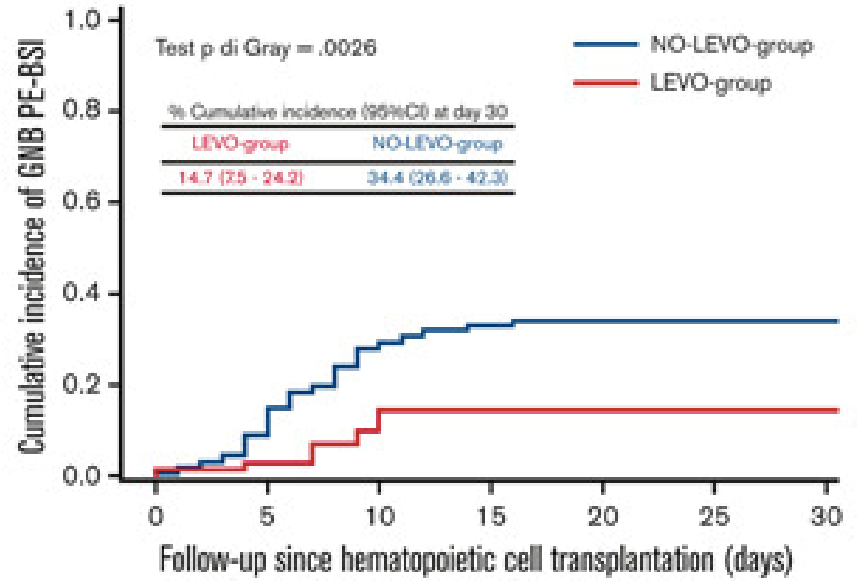 Cumulative incidence of GNB PE-BSI
1.0
0.8
0.6
0.4
0.2
0.0
Test p di Gray = .0026
% Cumulative incidence (95%CI) at day 30
LEVO-group NO-LEVO-group
14.7 (7.5 - 24.2) 34.4 (26.6 - 42.3)
NO-LEVO-group
LEVO-group
0 5 10 15 20 25 30
Follow-up since hematopoietic cell transplantation (days)